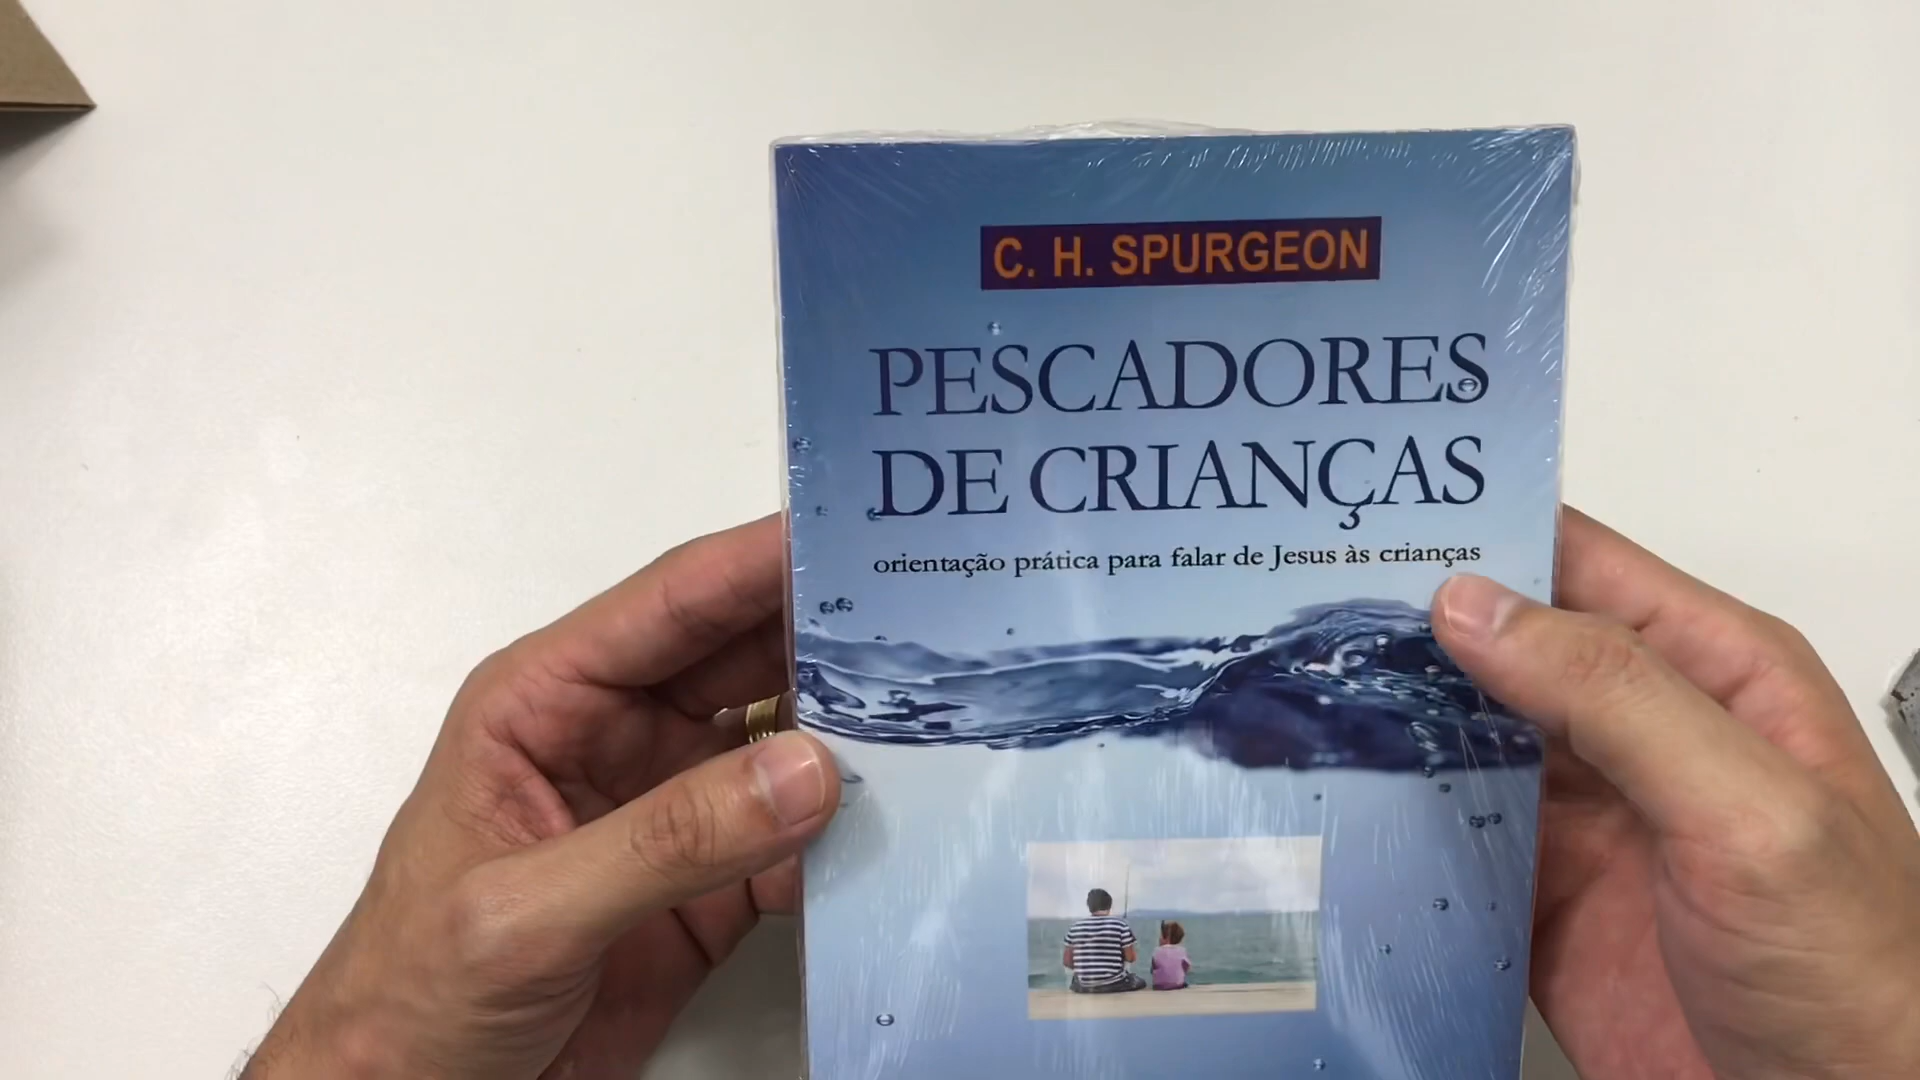 C. H. SPURGEON
PESCADORES
DE CRIANÇAS
orientação prática para falar de Jesus às crianças